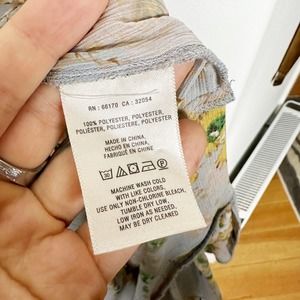 RN : 66170 CA : 32054
100% POLYESTER, POLYESTER,
POLIÉSTER, POLIESTERE, POLYESTER
MADE IN CHINA.
HECHO EN CHINA.
FABRIQUÉ EN CHINA
MACHINE WASH COLD
WITH LIKE COLORS.
USE ONLY NON-CHLORINE BLEACH,
TUMBLE DRY LOW.
LOW IRON AS NEEDED.
MAY BE DRY CLEANED